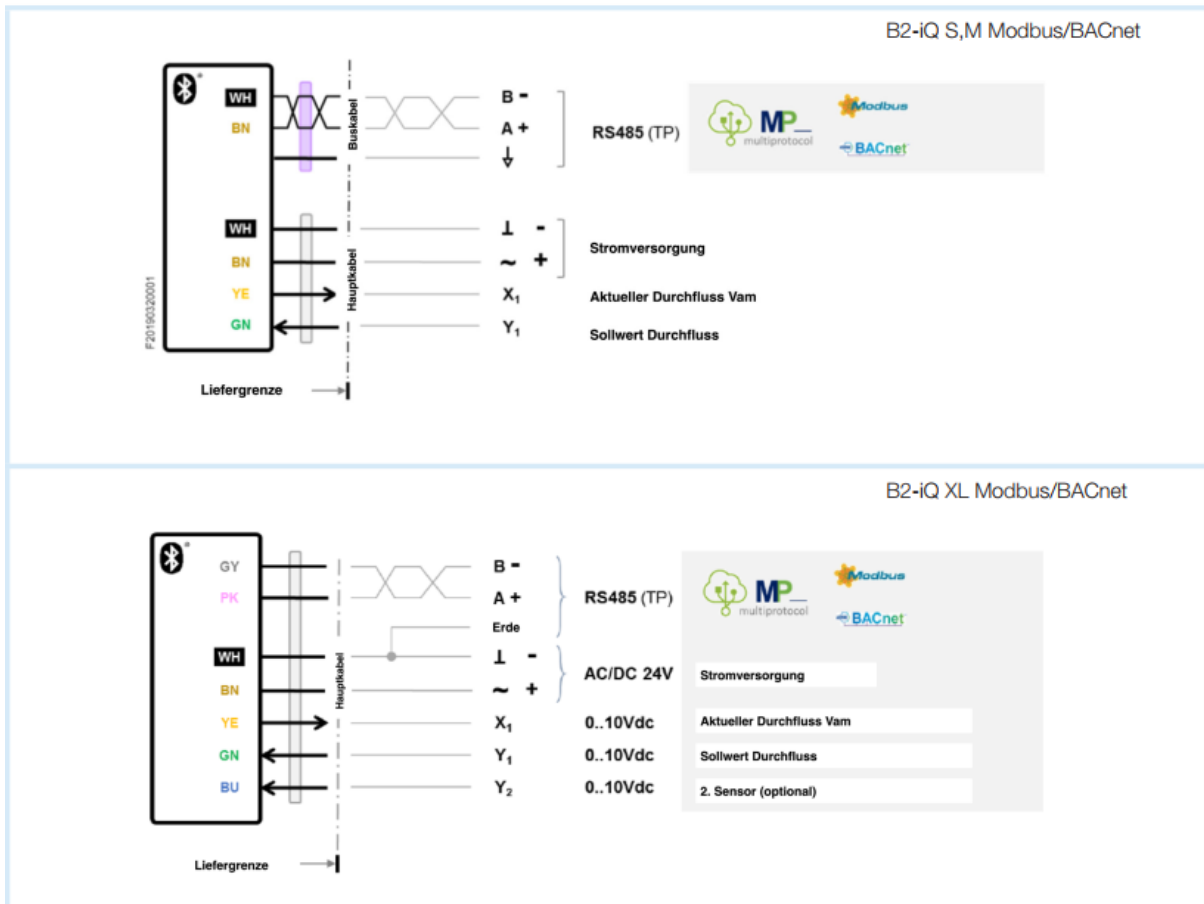 B2-iQ S,M Modbus/BACnet
WH
BN
Buskabel
B -
A +
RS485 (TP)
MP_
multiprotocol
Modbus
BACnet
WH
BN
YE
GN
Hauptkabel
⊥ -
~ +
X1
Y1
Stromversorgung
Aktueller Durchfluss Vam
Sollwert Durchfluss
F20190320001
Liefergrenze
B2-iQ XL Modbus/BACnet
GY
PK
WH
BN
YE
GN
BU
Hauptkabel
B -
A +
Erde
⊥ -
~ +
X1
Y1
Y2
RS485 (TP)
AC/DC 24V
0..10Vdc
0..10Vdc
0..10Vdc
MP_
multiprotocol
Modbus
BACnet
Stromversorgung
Aktueller Durchfluss Vam
Sollwert Durchfluss
2. Sensor (optional)
Liefergrenze